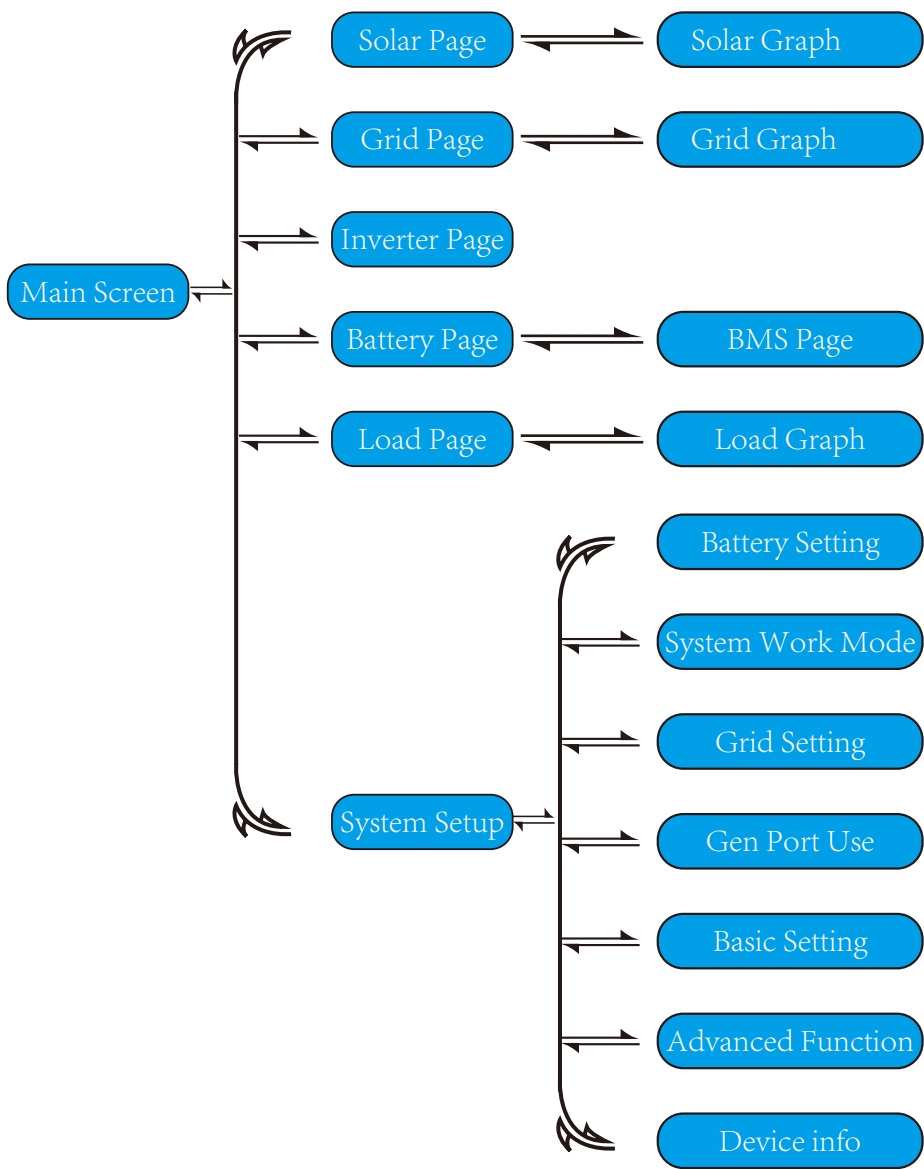 Solar Page
Solar Graph
Grid Page
Grid Graph
Inverter Page
Main Screen
Battery Page
BMS Page
Load Page
Load Graph
Battery Setting
System Work Mode
Grid Setting
System Setup
Gen Port Use
Basic Setting
Advanced Function
Device info